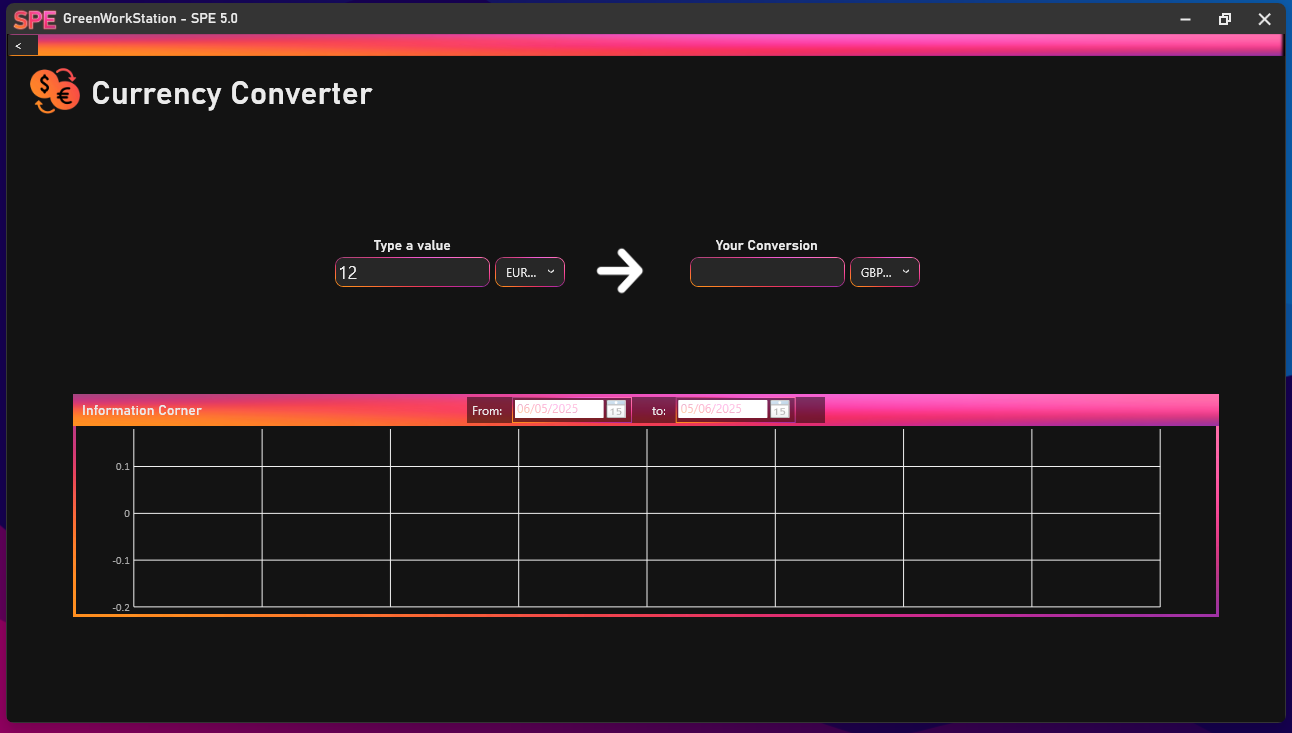 SPE GreenWorkStation - SPE 5.0
<
$ € Currency Converter
Type a value
Your Conversion
12
EUR...
GBP...
Information Corner
From: 06/05/2025 15 to: 05/06/2025 15
0.1
0
-0.1
-0.2